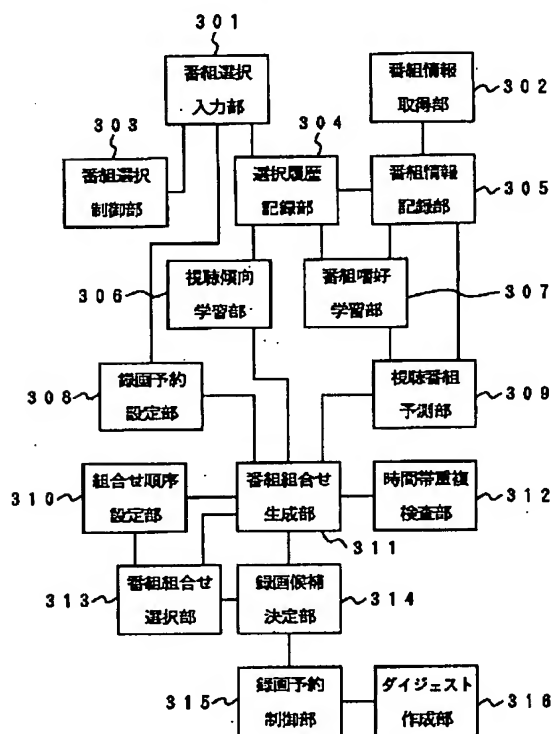 301
番組選択
入力部
番組情報
取得部
302
303
304
番組選択
制御部
選択履歴
記録部
番組情報
記録部
305
306
視聴傾向
学習部
番組嗜好
学習部
307
308
録画予約
設定部
視聴番組
予測部
309
310
組合せ順序
設定部
番組組合せ
生成部
311
時間帯重複
検査部
312
313
番組組合せ
選択部
録画候補
決定部
314
315
録画予約
制御部
ダイジェスト
作成部
316